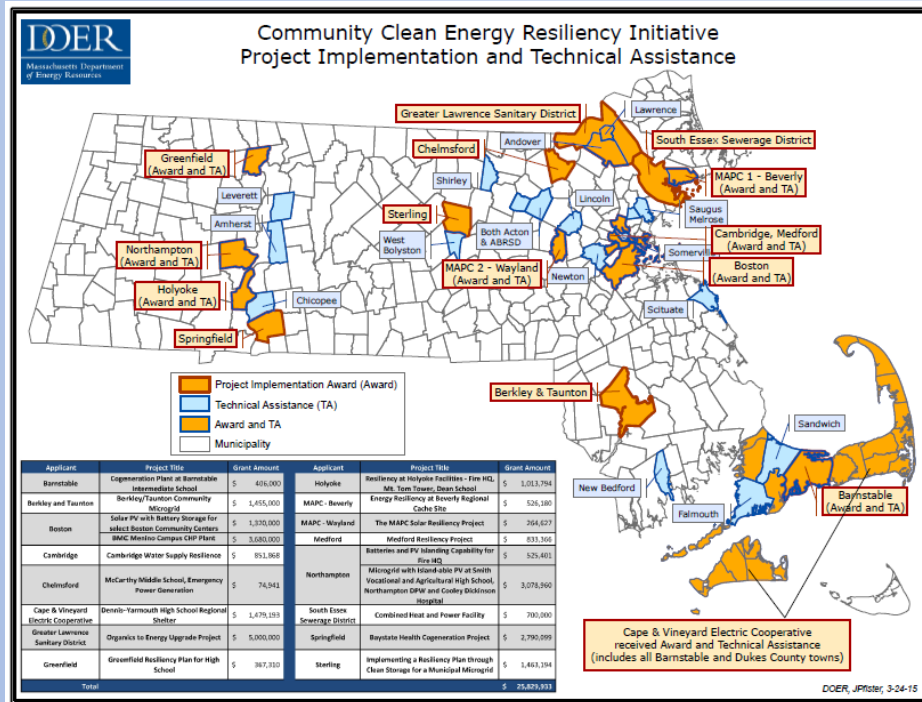 DOER
Massachusetts Department
of Energy Resources
Community Clean Energy Resiliency Initiative
Project Implementation and Technical Assistance
Greater Lawrence Sanitary District
Lawrence
Andover
South Essex Sewerage District
Chelmsford
Greenfield
(Award and TA)
Shirley
MAPC 1 - Beverly
(Award and TA)
Leverett
Lincoln
Saugus
Melrose
Amherst
Sterling
Both Acton
& ABRSD
Cambridge, Medford
(Award and TA)
West
Bolyston
Somerville
Northampton
(Award and TA)
MAPC 2 - Wayland
(Award and TA)
Newton
Boston
(Award and TA)
Holyoke
(Award and TA)
Chicopee
Scituate
Springfield
Project Implementation Award (Award)
Technical Assistance (TA)
Award and TA
Municipality
Berkley & Taunton
Sandwich
New Bedford
Falmouth
Barnstable
(Award and TA)
Cape & Vineyard Electric Cooperative
received Award and Technical Assistance
(includes all Barnstable and Dukes County towns)
Applicant Project Title Grant Amount
Barnstable Cogeneration Plant at Barnstable
Intermediate School $ 406,000
Berkley and Taunton Berkley/Taunton Community
Microgrid $ 1,455,000
Boston Solar PV with Battery Storage for
select Boston Community Centers $ 1,320,000
BMC Menino Campus CHP Plant $ 3,680,000
Cambridge Cambridge Water Supply Resilience $ 851,868
Chelmsford McCarthy Middle School, Emergency
Power Generation $ 74,941
Cape & Vineyard
Electric Cooperative Dennis-Yarmouth High School Regional
Shelter $ 1,479,193
Greater Lawrence
Sanitary District Organics to Energy Upgrade Project $ 5,000,000
Greenfield Greenfield Resiliency Plan for High
School $ 367,310
Applicant Project Title Grant Amount
Holyoke Resiliency at Holyoke Facilities - Fire HQ,
Mt. Tom Tower, Dean School $ 1,013,794
MAPC - Beverly Energy Resiliency at Beverly Regional
Cache Site $ 526,180
MAPC - Wayland The MAPC Solar Resiliency Project $ 264,627
Medford Medford Resiliency Project $ 833,366
Northampton Batteries and PV Islanding Capability for
Fire HQ $ 525,401
Microgrid with Island-able PV at Smith
Vocational and Agricultural High School,
Northampton DPW and Cooley Dickinson
Hospital $ 3,078,960
South Essex
Sewerage District Combined Heat and Power Facility $ 700,000
Springfield Baystate Health Cogeneration Project $ 2,790,099
Sterling Implementing a Resiliency Plan through
Clean Storage for a Municipal Microgrid $ 1,463,194
Total $ 25,829,933
DOER, JPfister, 3-24-15